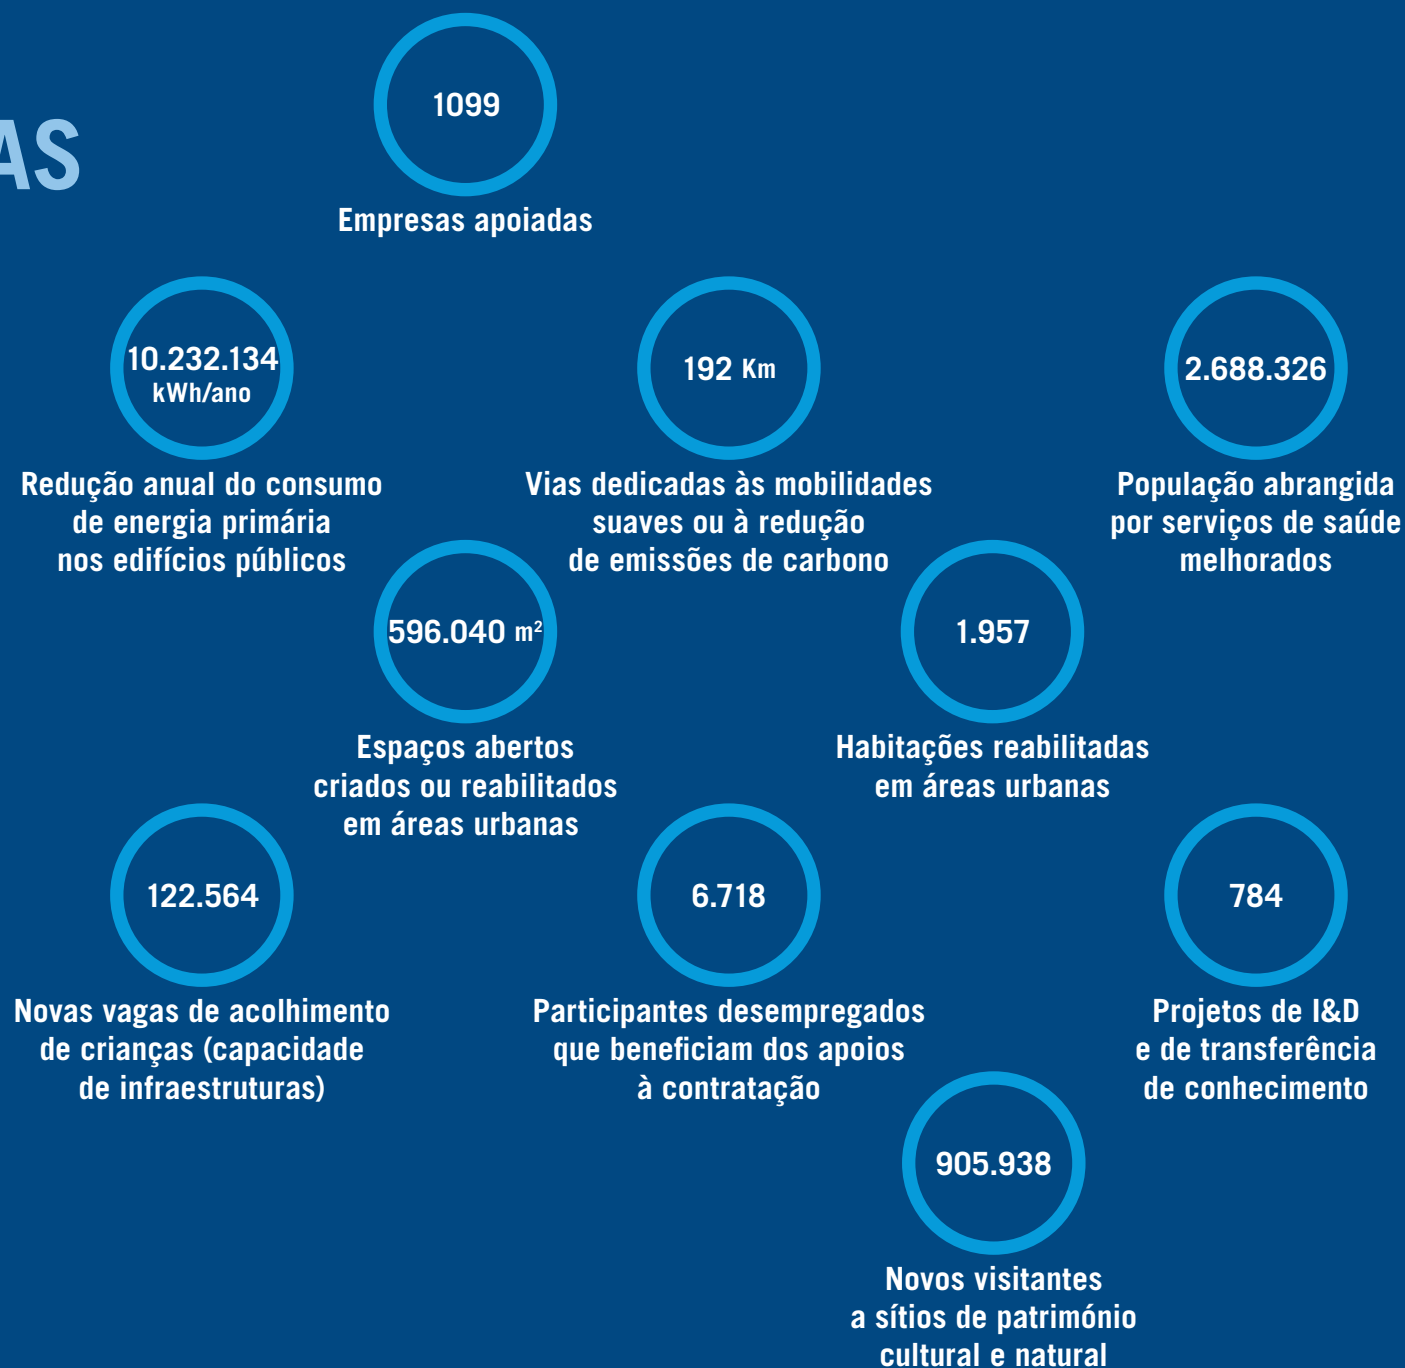 AS
1099
Empresas apoiadas
10.232.134
kWh/ano
Redução anual do consumo
de energia primária
nos edifícios públicos
192 Km
Vias dedicadas às mobilidades
suaves ou à redução
de emissões de carbono
2.688.326
População abrangida
por serviços de saúde
melhorados
596.040 m²
Espaços abertos
criados ou reabilitados
em áreas urbanas
1.957
Habitações reabilitadas
em áreas urbanas
122.564
Novas vagas de acolhimento
de crianças (capacidade
de infraestruturas)
6.718
Participantes desempregados
que beneficiam dos apoios
à contratação
784
Projetos de I&D
e de transferência
de conhecimento
905.938
Novos visitantes
a sítios de património
cultural e natural